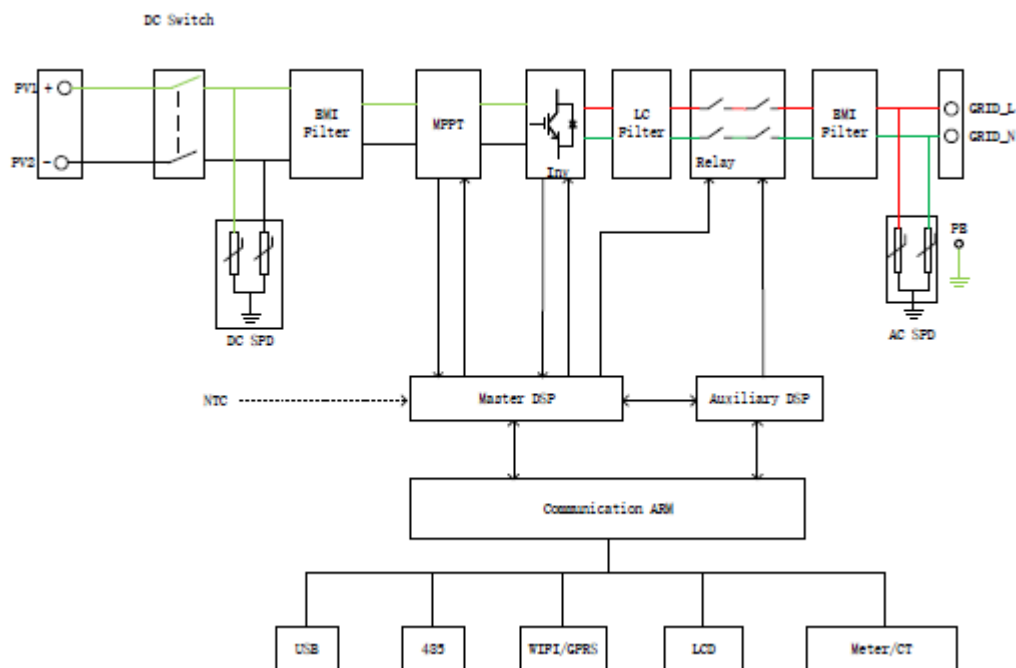 DC Switch
PV1 +
PV2 -
EMI
Filter
MPPT
Inv
LC
Filter
Relay
EMI
Filter
GRID_L
GRID_N
PE
DC SPD
AC SPD
NTC
Master DSP
Auxiliary DSP
Communication ARM
USB
485
WIFI/GPRS
LCD
Meter/CT